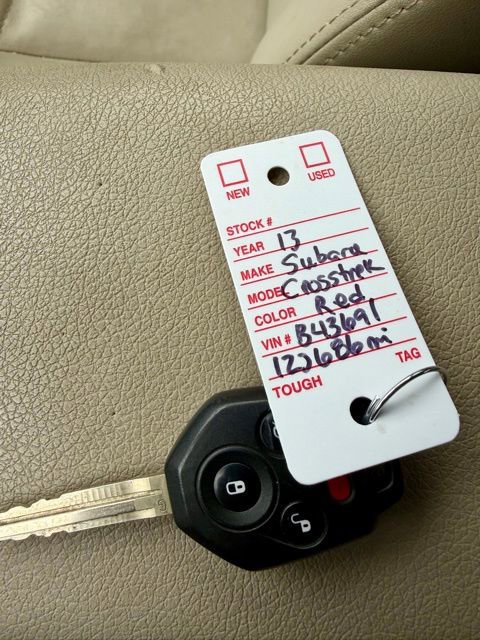 NEW USED
STOCK #
YEAR 13
MAKE Subaru
MODEL Crosstrek
COLOR Red
VIN # B43691
122686mi
TOUGH TAG